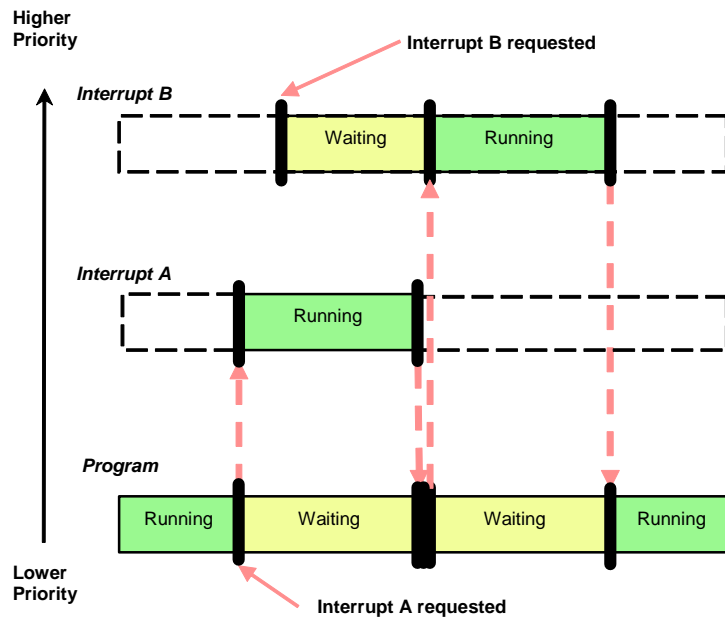 Higher
Priority
Interrupt B requested
Interrupt B
Waiting
Running
Interrupt A
Running
Program
Running
Waiting
Waiting
Running
Lower
Priority
Interrupt A requested